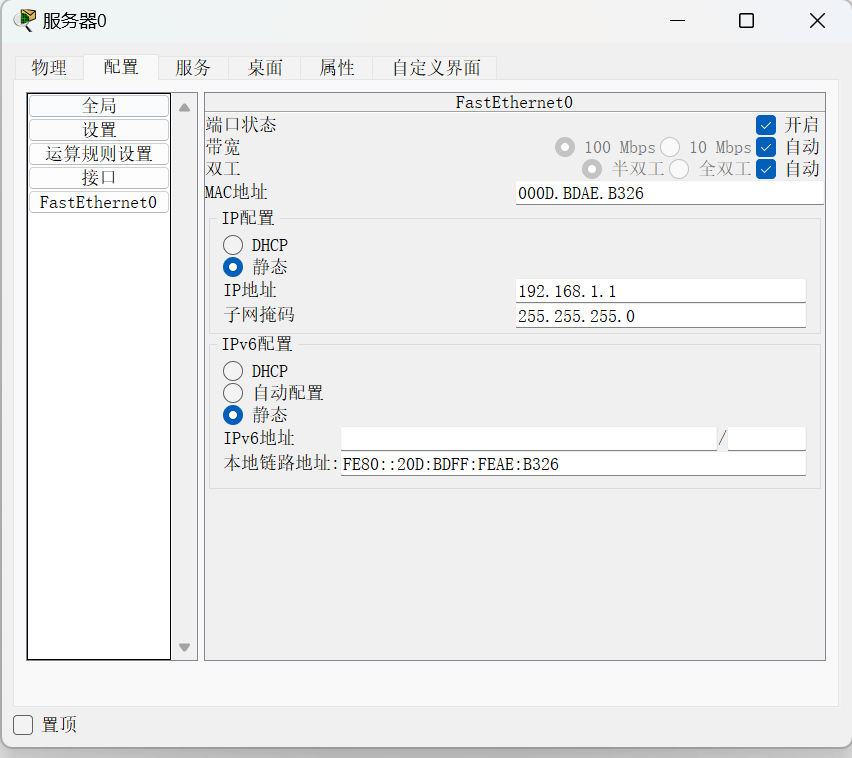 服务器0
物理 配置 服务 桌面 属性 自定义界面
全局
设置
运算规则设置
接口
FastEthernet0
FastEthernet0
端口状态 开启
带宽 100 Mbps 10 Mbps 自动
双工 半双工 全双工 自动
MAC地址 000D.BDAE.B326
IP配置
DHCP
静态
IP地址 192.168.1.1
子网掩码 255.255.255.0
IPv6配置
DHCP
自动配置
静态
IPv6地址 /
本地链路地址: FE80::20D:BDFF:FEAE:B326
置顶